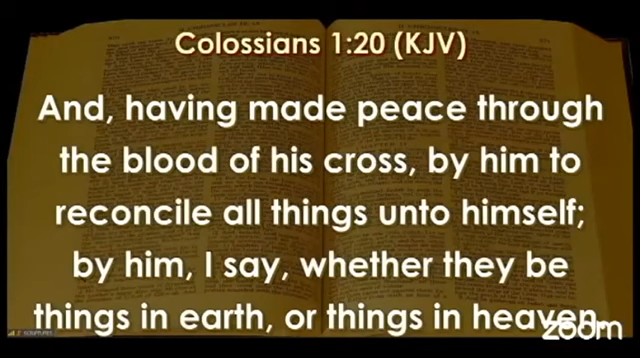 Colossians 1:20 (KJV)
And, having made peace through
the blood of his cross, by him to
reconcile all things unto himself;
by him, I say, whether they be
things in earth, or things in heaven.
zoom
SCRIPTURES